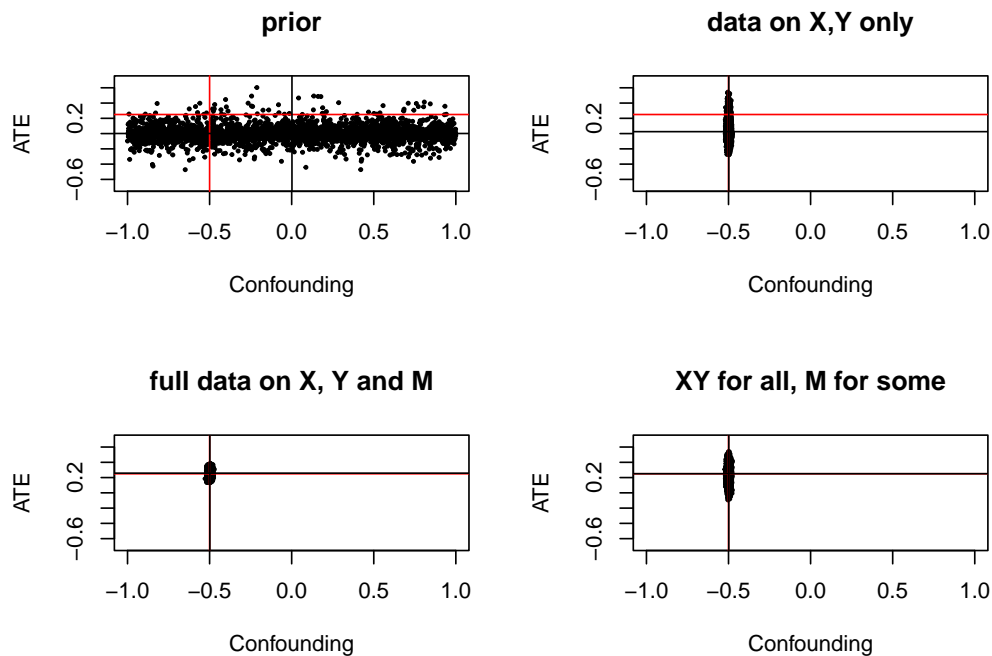 prior
ATE
0.2
−0.6
−1.0 −0.5 0.0 0.5 1.0
Confounding
data on X,Y only
ATE
0.2
−0.6
−1.0 −0.5 0.0 0.5 1.0
Confounding
full data on X, Y and M
ATE
0.2
−0.6
−1.0 −0.5 0.0 0.5 1.0
Confounding
XY for all, M for some
ATE
0.2
−0.6
−1.0 −0.5 0.0 0.5 1.0
Confounding